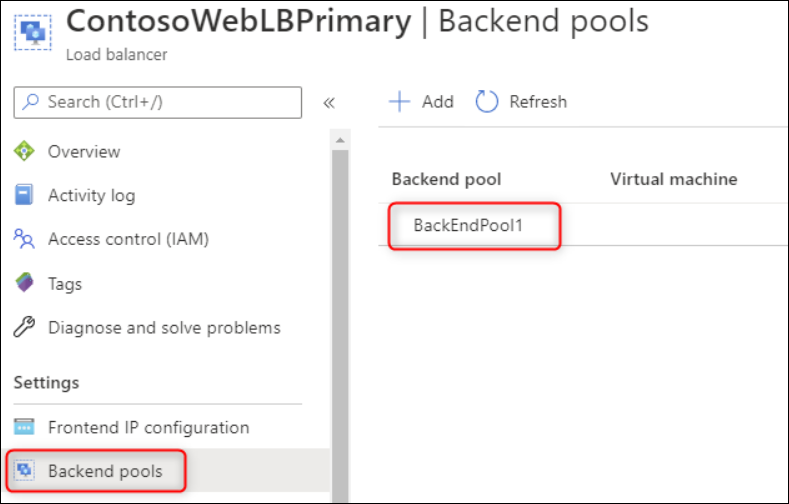 ContosoWebLBPrimary | Backend pools
Load balancer
Search (Ctrl+/)
«
Overview
Activity log
Access control (IAM)
Tags
Diagnose and solve problems
Settings
Frontend IP configuration
Backend pools
Add Refresh
Backend pool Virtual machine
BackEndPool1